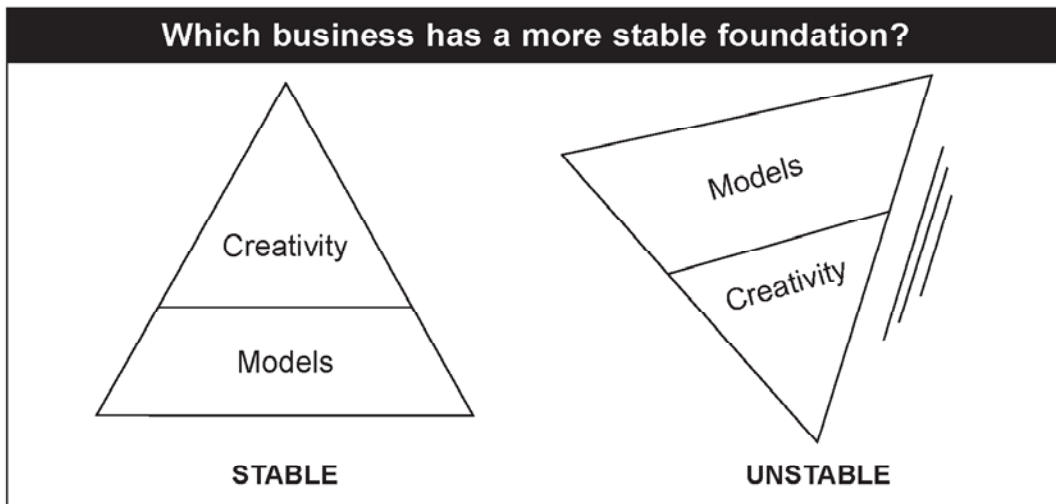 Which business has a more stable foundation?
Creativity
Models
STABLE
Models
Creativity
UNSTABLE